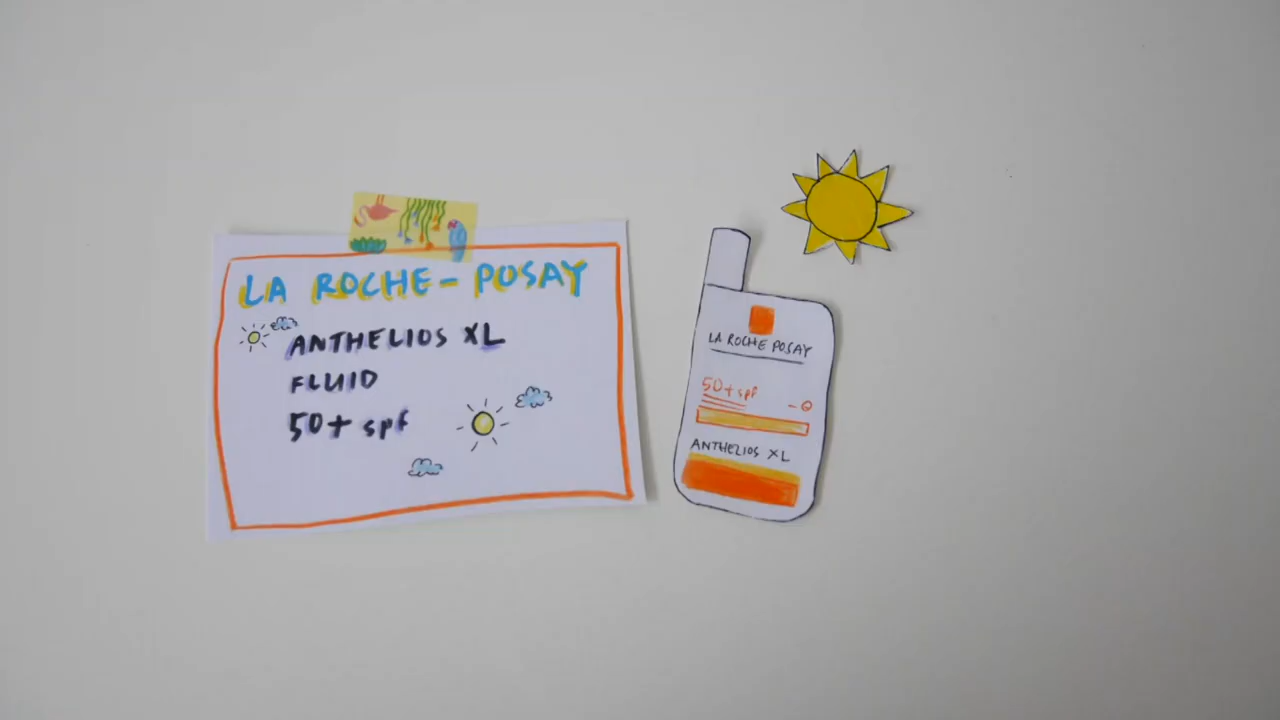 LA ROCHE-POSAY
ANTHELIOS XL
FLUID
50+ spf
LA ROCHE POSAY
50+ spf
ANTHELIOS XL